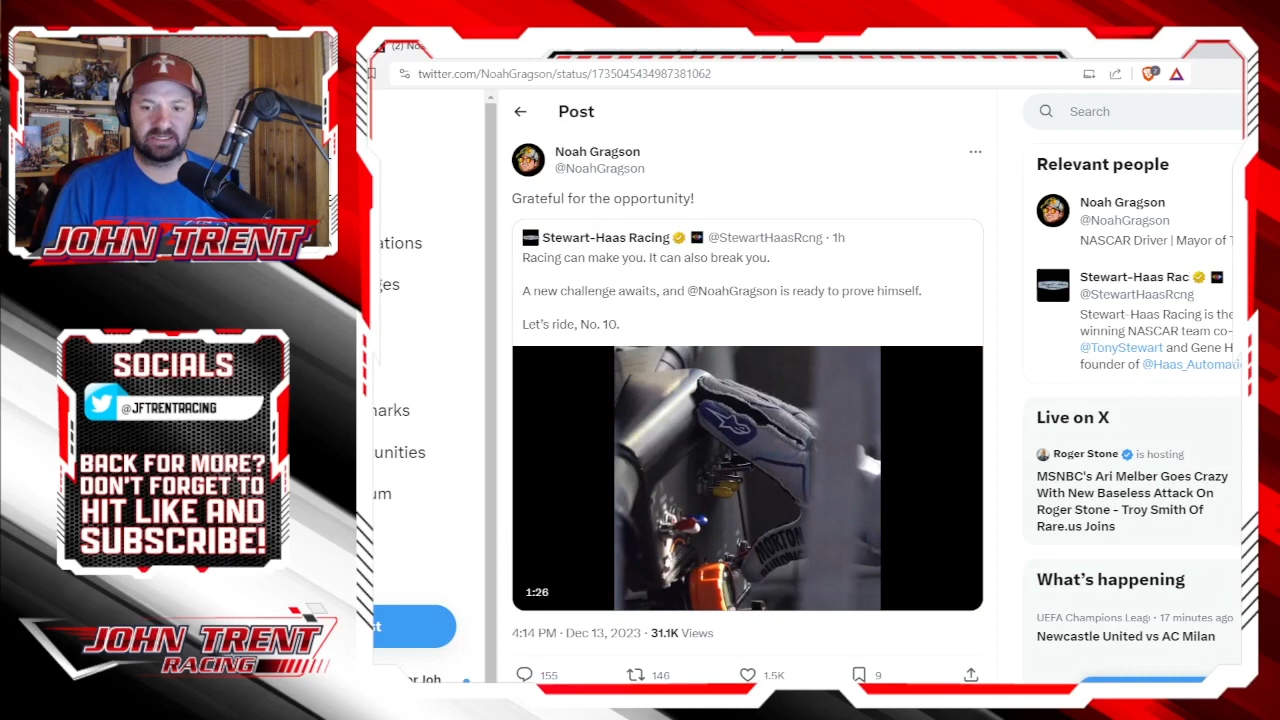 (2) No
twitter.com/NoahGragson/status/1735045434987381062
Post
Search
Noah Gragson
@NoahGragson
Grateful for the opportunity!
Stewart-Haas Racing @StewartHaasRcng · 1h
Racing can make you. It can also break you.
A new challenge awaits, and @NoahGragson is ready to prove himself.
Let's ride, No. 10.
1:26
4:14 PM · Dec 13, 2023 · 31.1K Views
155 146 1.5K 9
Relevant people
Noah Gragson
@NoahGragson
NASCAR Driver | Mayor of T
Stewart-Haas Rac
@StewartHaasRcng
Stewart-Haas Racing is the
winning NASCAR team co-
@TonyStewart and Gene H
founder of @Haas_Automati
Live on X
Roger Stone is hosting
MSNBC's Ari Melber Goes Crazy
With New Baseless Attack On
Roger Stone - Troy Smith Of
Rare.us Joins
What's happening
UEFA Champions Leag · 17 minutes ago
Newcastle United vs AC Milan
ations
ges
narks
unities
um
st
or Joh
JOHN TRENT
SOCIALS
@JFTRENTRACING
BACK FOR MORE?
DON'T FORGET TO
HIT LIKE AND
SUBSCRIBE!
JOHN TRENT
RACING